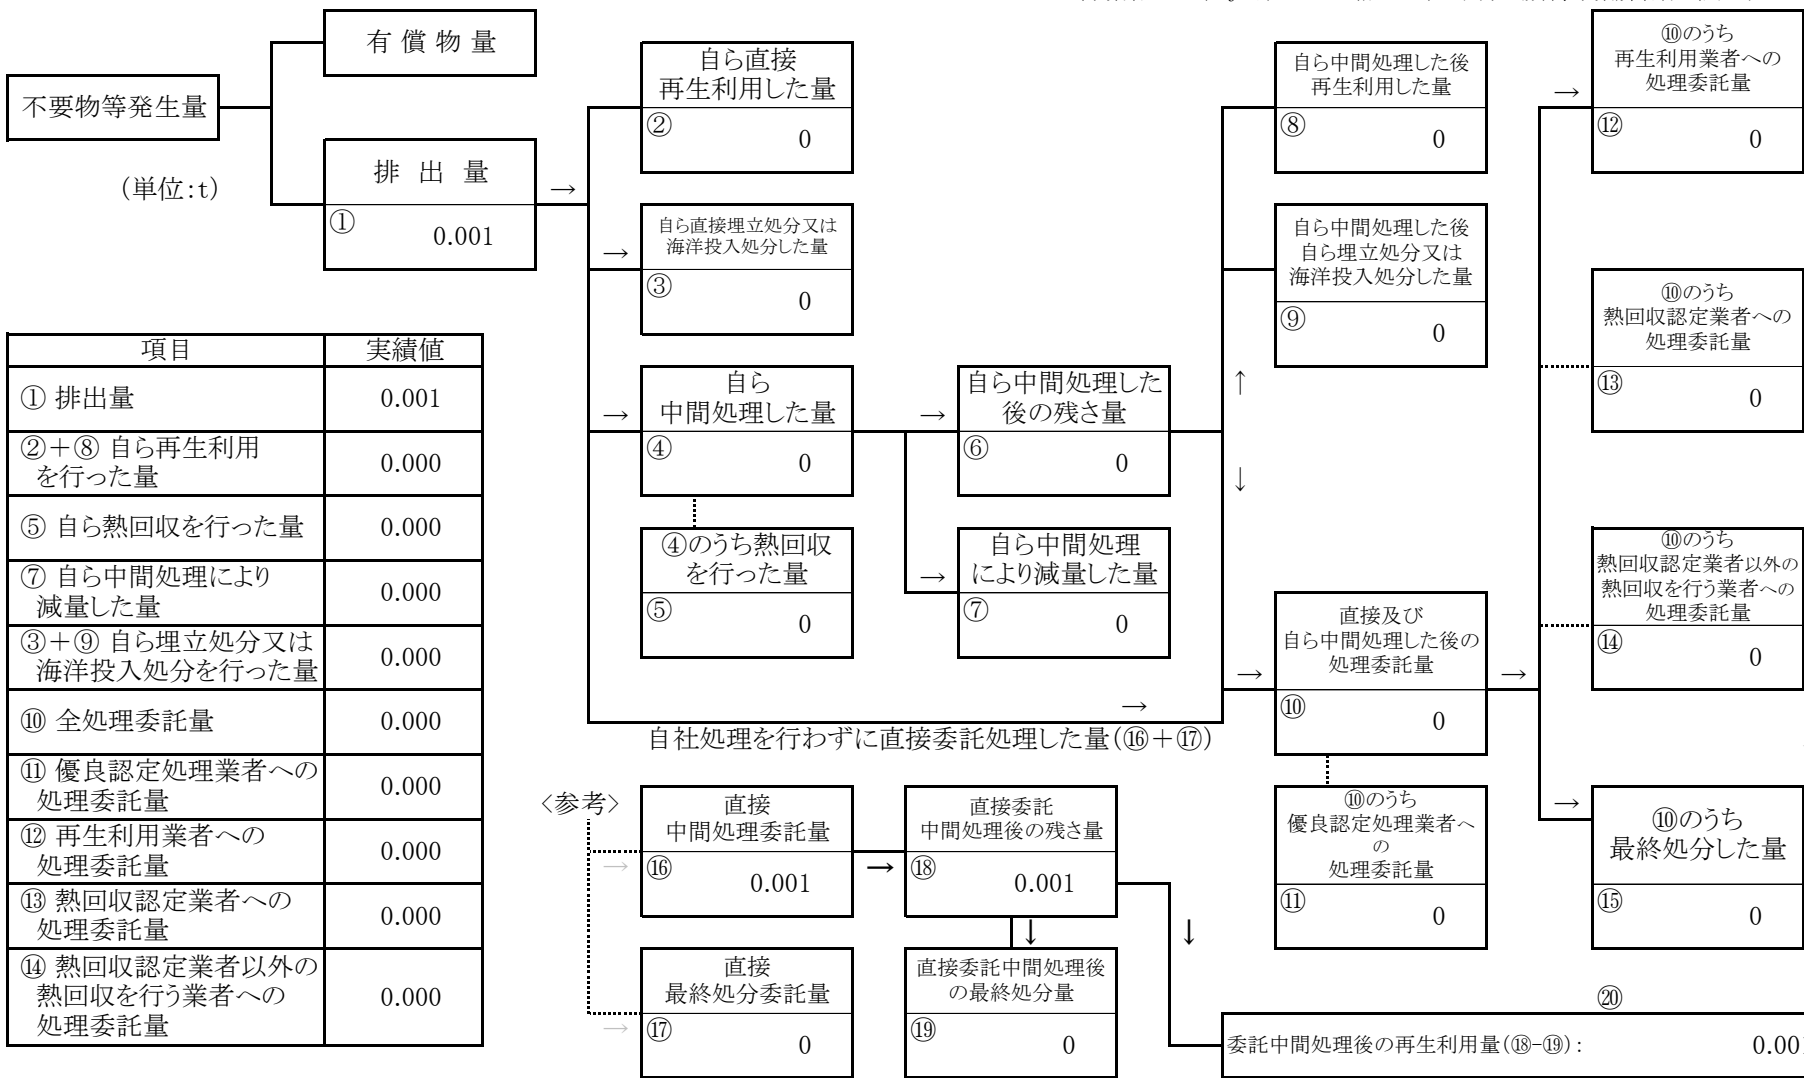 有 償 物 量
不要物等発生量
(単位:t)
排 出 量
①
0.001
→
自ら直接
再生利用した量
②
0
→
自ら直接埋立処分又は
海洋投入処分した量
③
0
→
自ら
中間処理した量
④
0
④のうち熱回収
を行った量
⑤
0
→
自ら中間処理した
後の残さ量
⑥
0
→
自ら中間処理
により減量した量
⑦
0
自ら中間処理した後
再生利用した量
⑧
0
自ら中間処理した後
自ら埋立処分又は
海洋投入処分した量
⑨
0
↑
↓
→
直接及び
自ら中間処理した後の
処理委託量
⑩
0
→
⑩のうち
優良認定処理業者へ
の
処理委託量
⑪
0
→
⑩のうち
再生利用業者への
処理委託量
⑫
0
⑩のうち
熱回収認定業者への
処理委託量
⑬
0
⑩のうち
熱回収認定業者以外の
熱回収を行う業者への
処理委託量
⑭
0
→
⑩のうち
最終処分した量
⑮
0
→
自社処理を行わずに直接委託処理した量(⑯+⑰)
項目 実績値
① 排出量 0.001
②+⑧ 自ら再生利用
を行った量 0.000
⑤ 自ら熱回収を行った量 0.000
⑦ 自ら中間処理により
減量した量 0.000
③+⑨ 自ら埋立処分又は
海洋投入処分を行った量 0.000
⑩ 全処理委託量 0.000
⑪ 優良認定処理業者への
処理委託量 0.000
⑫ 再生利用業者への
処理委託量 0.000
⑬ 熱回収認定業者への
処理委託量 0.000
⑭ 熱回収認定業者以外の
熱回収を行う業者への
処理委託量 0.000
<参考>
→
直接
中間処理委託量
⑯
0.001
→
直接委託
中間処理後の残さ量
⑱
0.001
↓
↓
→
直接
最終処分委託量
⑰
0
直接委託中間処理後
の最終処分量
⑲
0
⑳
委託中間処理後の再生利用量(⑱-⑲):